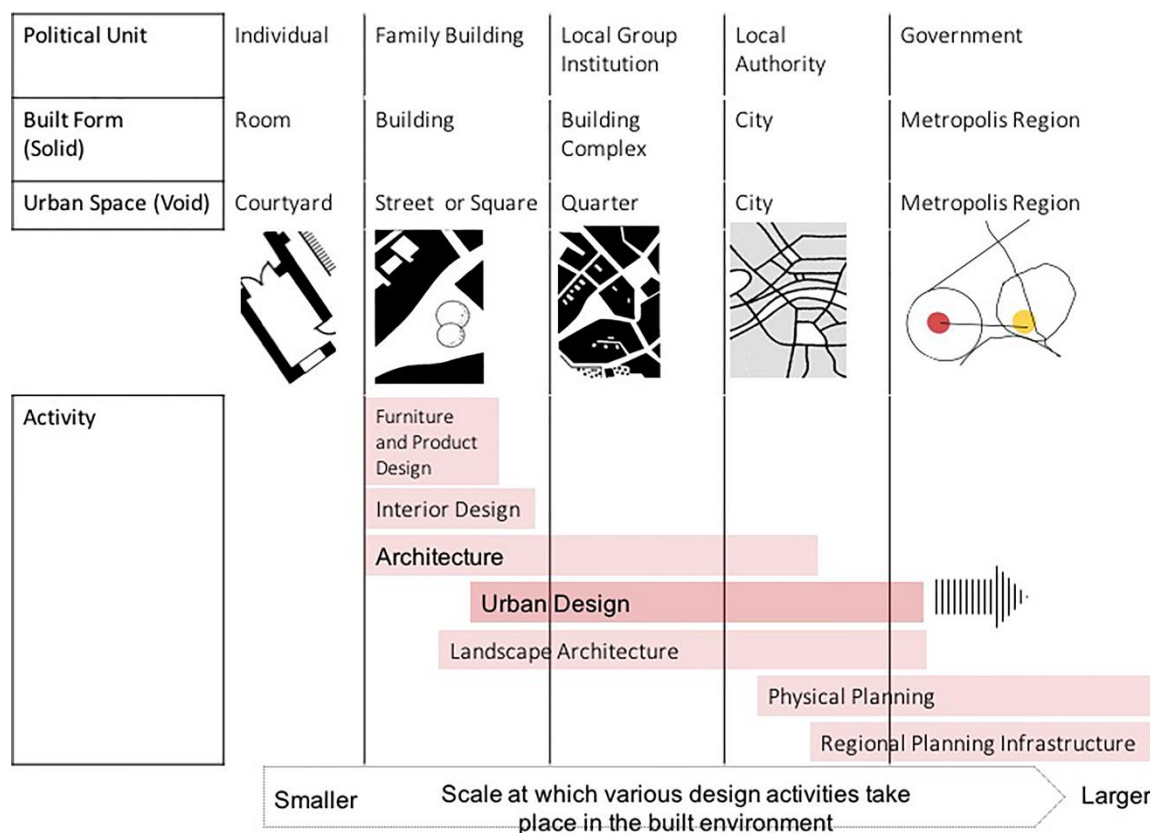 Political Unit
Individual
Family Building
Local Group
Institution
Local
Authority
Government
Built Form
(Solid)
Room
Building
Building
Complex
City
Metropolis Region
Urban Space (Void)
Courtyard
Street or Square
Quarter
City
Metropolis Region
Activity
Furniture
and Product
Design
Interior Design
Architecture
Urban Design
Landscape Architecture
Physical Planning
Regional Planning Infrastructure
Smaller
Scale at which various design activities take
place in the built environment
Larger